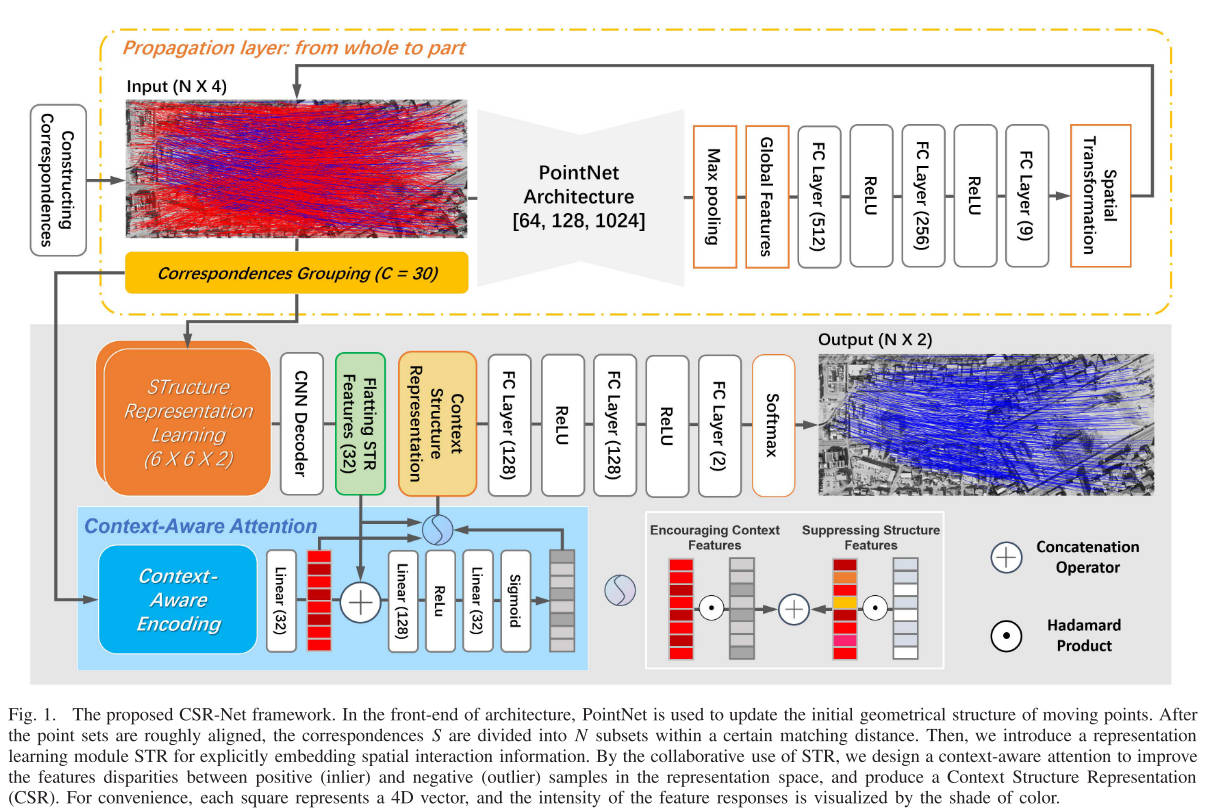 Propagation layer: from whole to part
Input (N X 4)
Constructing
Correspondences
PointNet
Architecture
[64, 128, 1024]
Max pooling
Global Features
FC Layer (512)
ReLU
FC Layer (256)
ReLU
FC Layer (9)
Spatial
Transformation
Correspondences Grouping (C = 30)
STructure
Representation
Learning
(6 X 6 X 2)
CNN Decoder
Flatting STR
Features (32)
Context
Structure
Representation
FC Layer (128)
ReLU
FC Layer (128)
ReLU
FC Layer (2)
Softmax
Output (N X 2)
Context-Aware Attention
Context-
Aware
Encoding
Linear (32)
Linear (128)
ReLu
Linear (32)
Sigmoid
Encouraging Context
Features
Suppressing Structure
Features
Concatenation
Operator
Hadamard
Product
Fig. 1. The proposed CSR-Net framework. In the front-end of architecture, PointNet is used to update the initial geometrical structure of moving points. After
the point sets are roughly aligned, the correspondences S are divided into N subsets within a certain matching distance. Then, we introduce a representation
learning module STR for explicitly embedding spatial interaction information. By the collaborative use of STR, we design a context-aware attention to improve
the features disparities between positive (inlier) and negative (outlier) samples in the representation space, and produce a Context Structure Representation
(CSR). For convenience, each square represents a 4D vector, and the intensity of the feature responses is visualized by the shade of color.